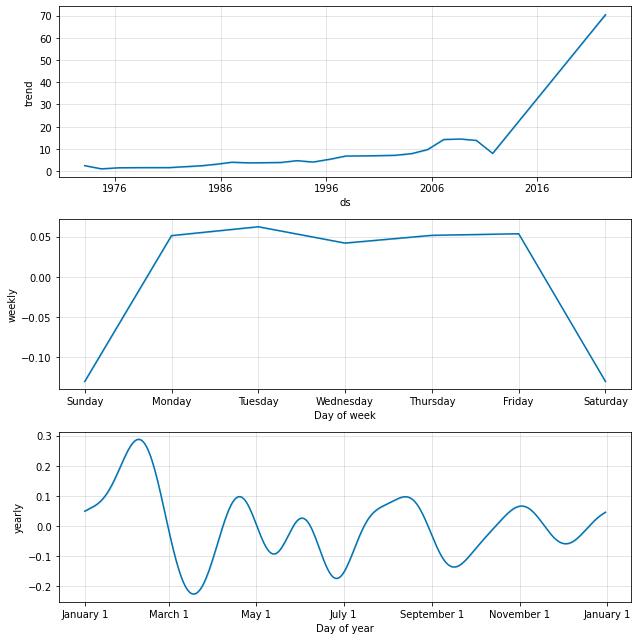 70
60
50
40
30
20
10
0
trend
1976 1986 1996 2006 2016
ds
0.05
0.00
−0.05
−0.10
weekly
Sunday Monday Tuesday Wednesday Thursday Friday Saturday
Day of week
0.3
0.2
0.1
0.0
−0.1
−0.2
yearly
January 1 March 1 May 1 July 1 September 1 November 1 January 1
Day of year